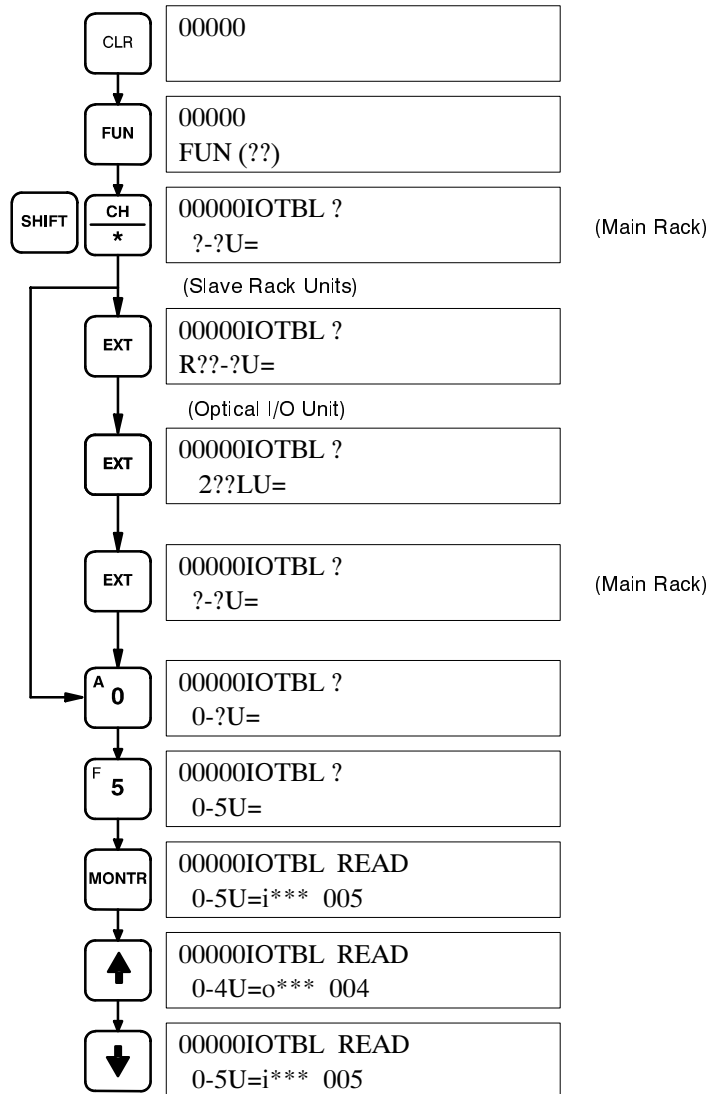 CLR
00000
FUN
00000
FUN (??)
SHIFT
CH
*
00000IOTBL ?
?-?U=
(Main Rack)
(Slave Rack Units)
EXT
00000IOTBL ?
R??-?U=
(Optical I/O Unit)
EXT
00000IOTBL ?
2??LU=
EXT
00000IOTBL ?
?-?U=
(Main Rack)
A
0
00000IOTBL ?
0-?U=
F
5
00000IOTBL ?
0-5U=
MONTR
00000IOTBL READ
0-5U=i*** 005
00000IOTBL READ
0-4U=o*** 004
00000IOTBL READ
0-5U=i*** 005